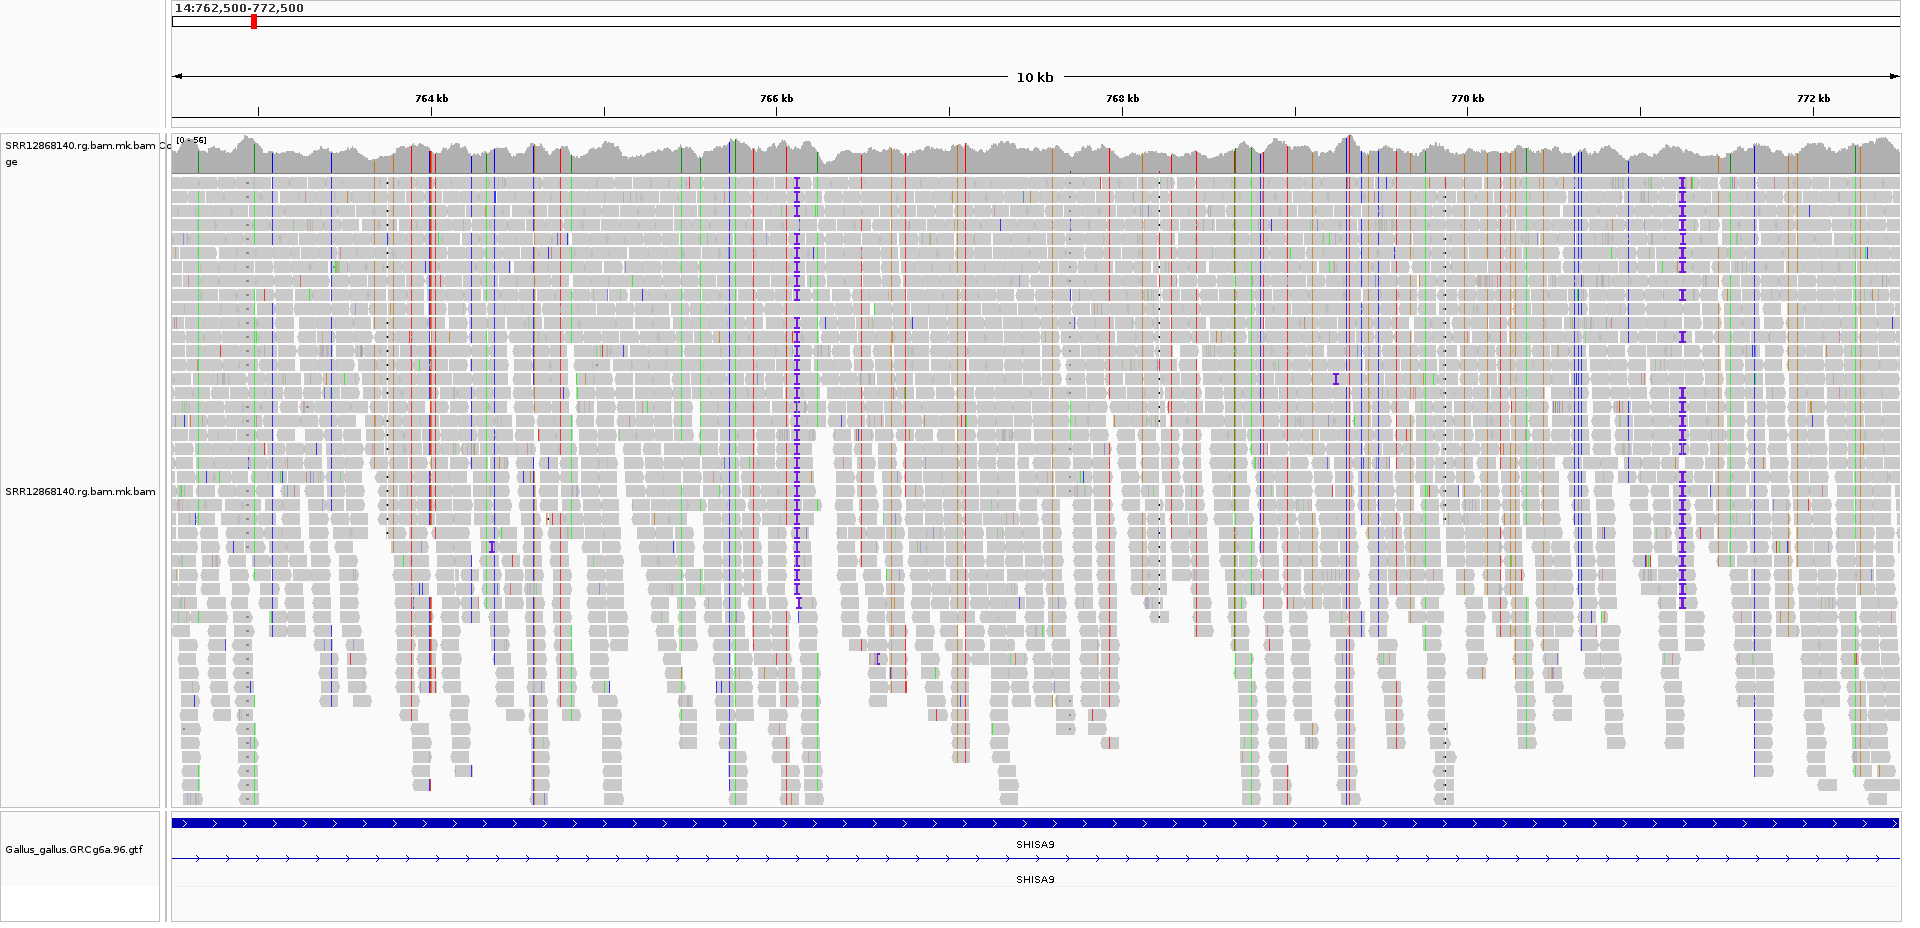 14:762,500-772,500
10 kb
764 kb 766 kb 768 kb 770 kb 772 kb
SRR12868140.rg.bam.mk.bam Co
ge
[0 - 56]
SRR12868140.rg.bam.mk.bam
Gallus_gallus.GRCg6a.96.gtf
SHISA9
SHISA9